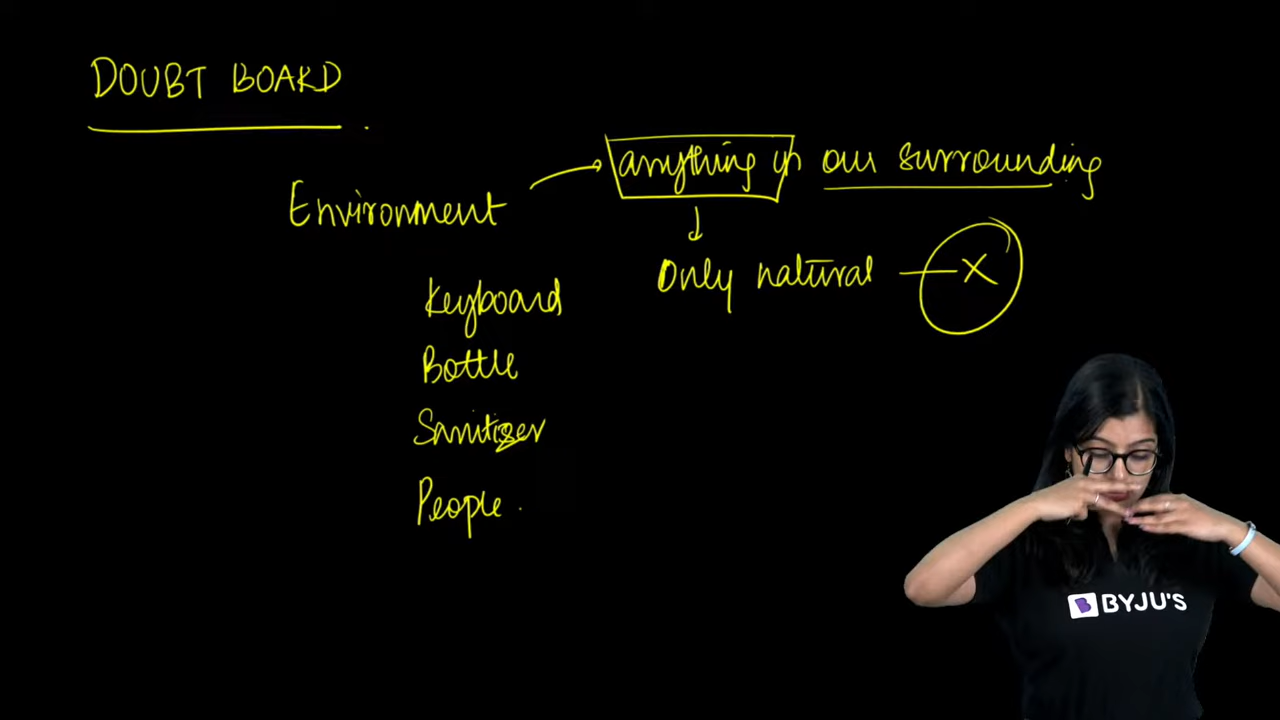 DOUBT BOARD
Environment → anything in our surrounding
Only natural — X
Keyboard
Bottle
Sanitizer
People
BYJU'S